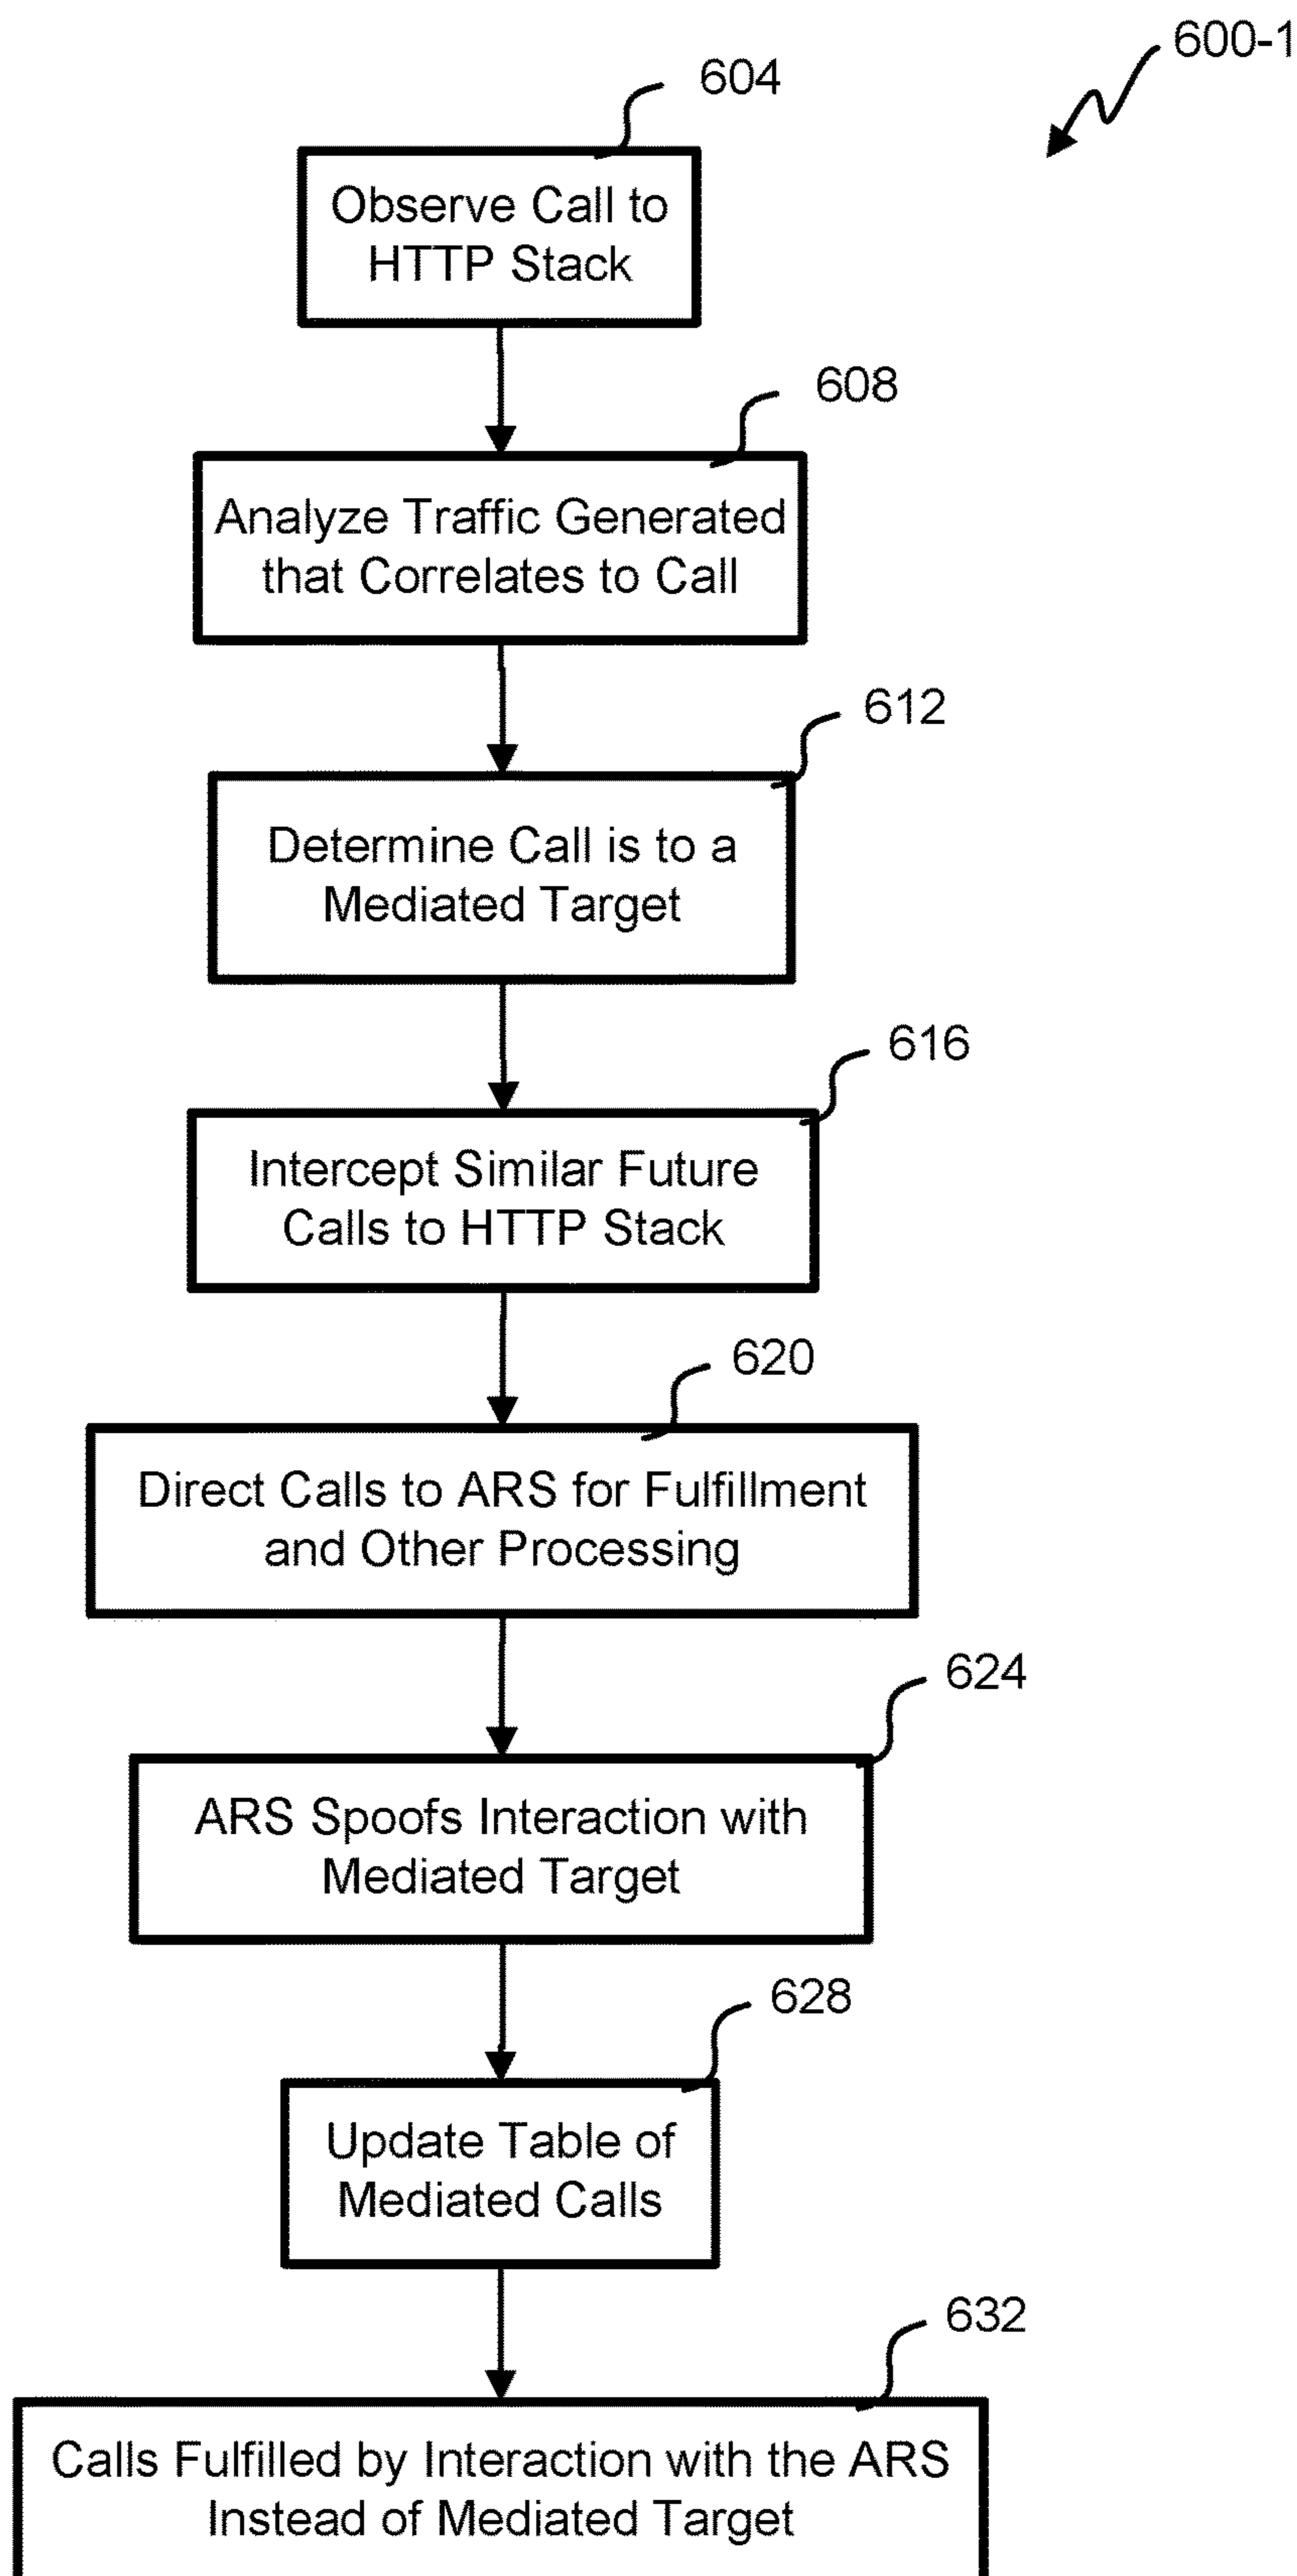 600-1
604
Observe Call to
HTTP Stack
608
Analyze Traffic Generated
that Correlates to Call
612
Determine Call is to a
Mediated Target
616
Intercept Similar Future
Calls to HTTP Stack
620
Direct Calls to ARS for Fulfillment
and Other Processing
624
ARS Spoofs Interaction with
Mediated Target
628
Update Table of
Mediated Calls
632
Calls Fulfilled by Interaction with the ARS
Instead of Mediated Target